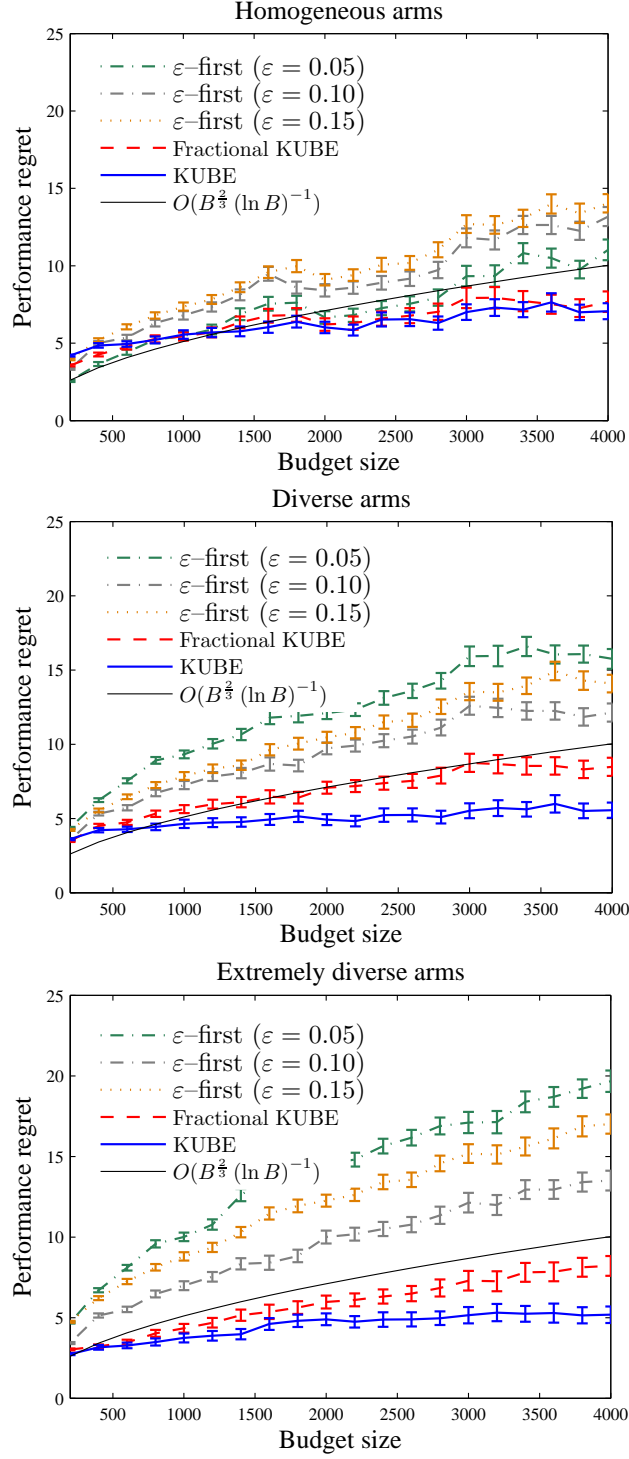 Homogeneous arms
25
20
15
10
5
0
Performance regret
ε–first (ε = 0.05)
ε–first (ε = 0.10)
ε–first (ε = 0.15)
Fractional KUBE
KUBE
O(B^{2/3} (ln B)^{−1})
500 1000 1500 2000 2500 3000 3500 4000
Budget size
Diverse arms
25
20
15
10
5
0
Performance regret
ε–first (ε = 0.05)
ε–first (ε = 0.10)
ε–first (ε = 0.15)
Fractional KUBE
KUBE
O(B^{2/3} (ln B)^{−1})
500 1000 1500 2000 2500 3000 3500 4000
Budget size
Extremely diverse arms
25
20
15
10
5
0
Performance regret
ε–first (ε = 0.05)
ε–first (ε = 0.10)
ε–first (ε = 0.15)
Fractional KUBE
KUBE
O(B^{2/3} (ln B)^{−1})
500 1000 1500 2000 2500 3000 3500 4000
Budget size